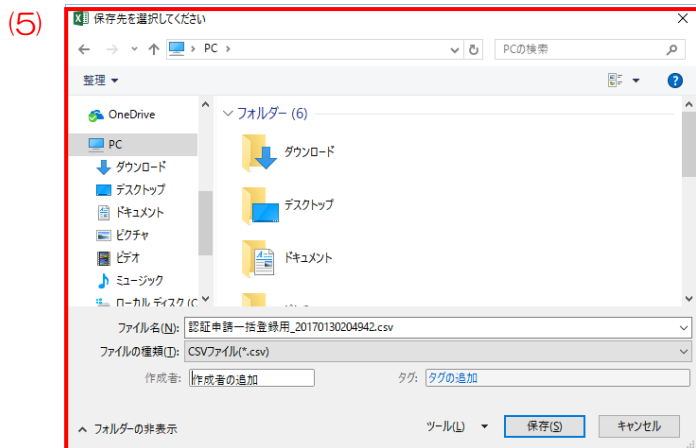 (5)
保存先を選択してください
PC
PCの検索
整理
OneDrive
PC
ダウンロード
デスクトップ
ドキュメント
ピクチャ
ビデオ
ミュージック
ローカル ディスク (C
フォルダー (6)
ダウンロード
デスクトップ
ドキュメント
ファイル名(N): 認証申請一括登録用_20170130204942.csv
ファイルの種類(T): CSVファイル(*.csv)
作成者: 作成者の追加 タグ: タグの追加
フォルダーの非表示 ツール(L) 保存(S) キャンセル